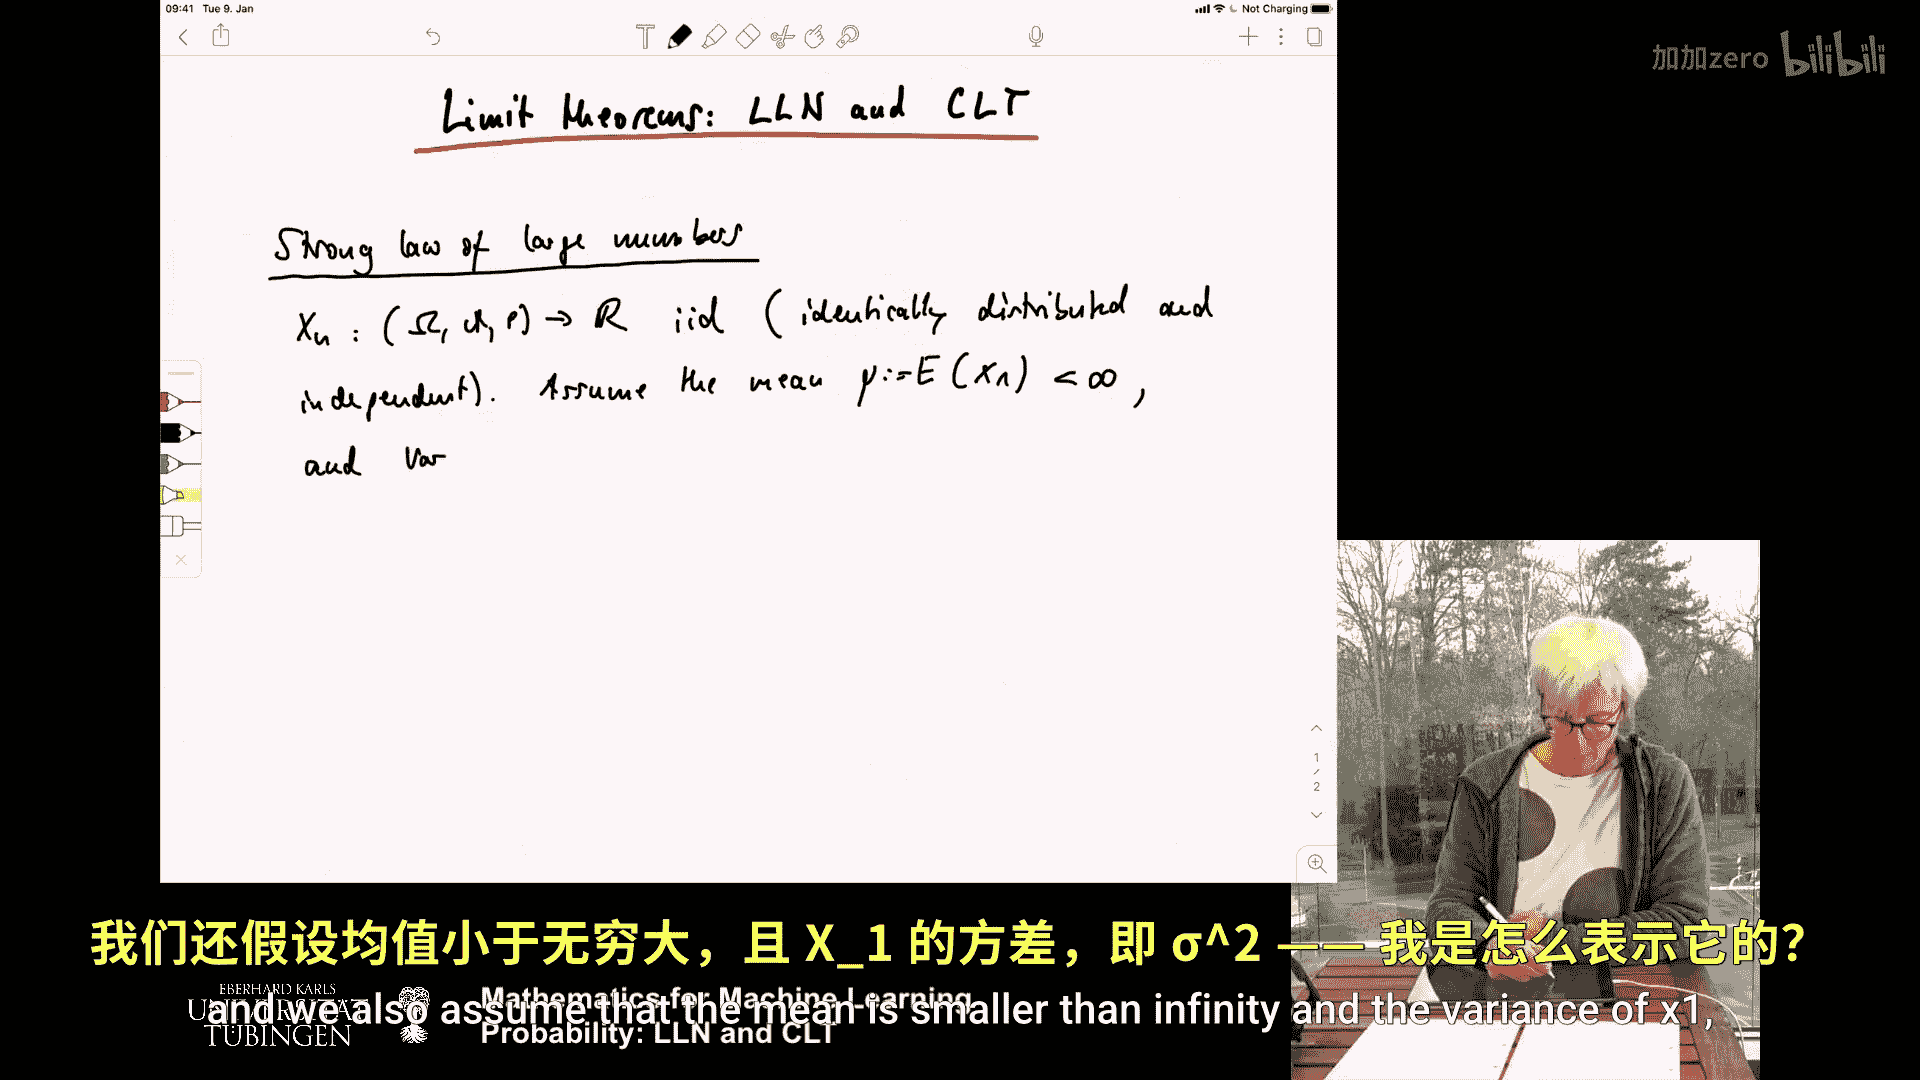 09:41 Tue 9. Jan
Not Charging
加加zero bilibili
Limit theorems: LLN and CLT
Strong law of large numbers
Xn : (Ω, 𝒜, P) → ℝ iid (identically distributed and
independent). Assume the mean μ := E(X1) < ∞ ,
and Var
1
/
2
我们还假设均值小于无穷大，且 X_1 的方差，即 σ^2 —— 我是怎么表示它的？
and we also assume that the mean is smaller than infinity and the variance of x1,
EBERHARD KARLS
UNIVERSITÄT
TÜBINGEN
Mathematics for Machine Learning
Probability: LLN and CLT